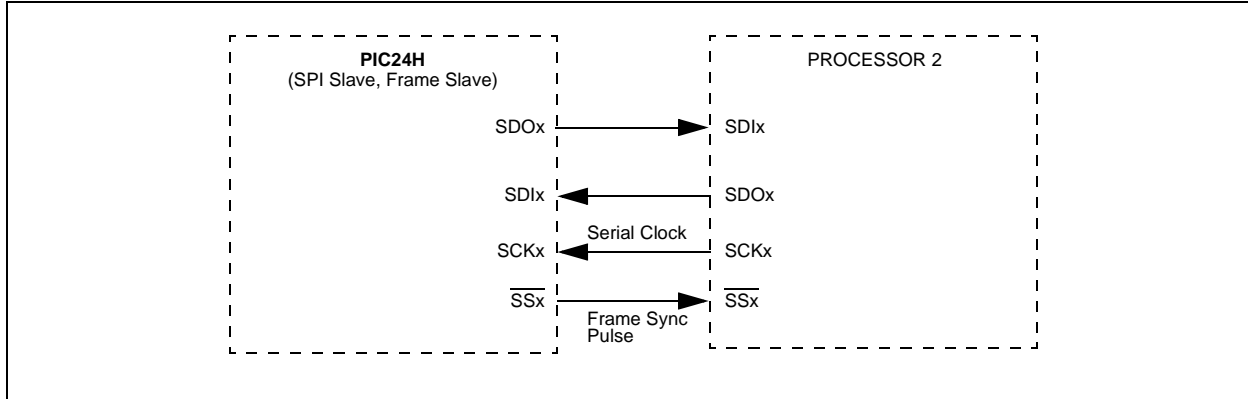 PIC24H
(SPI Slave, Frame Slave)
PROCESSOR 2
SDOx
SDIx
SDIx
SDOx
Serial Clock
SCKx
SCKx
SSx
SSx
Frame Sync
Pulse